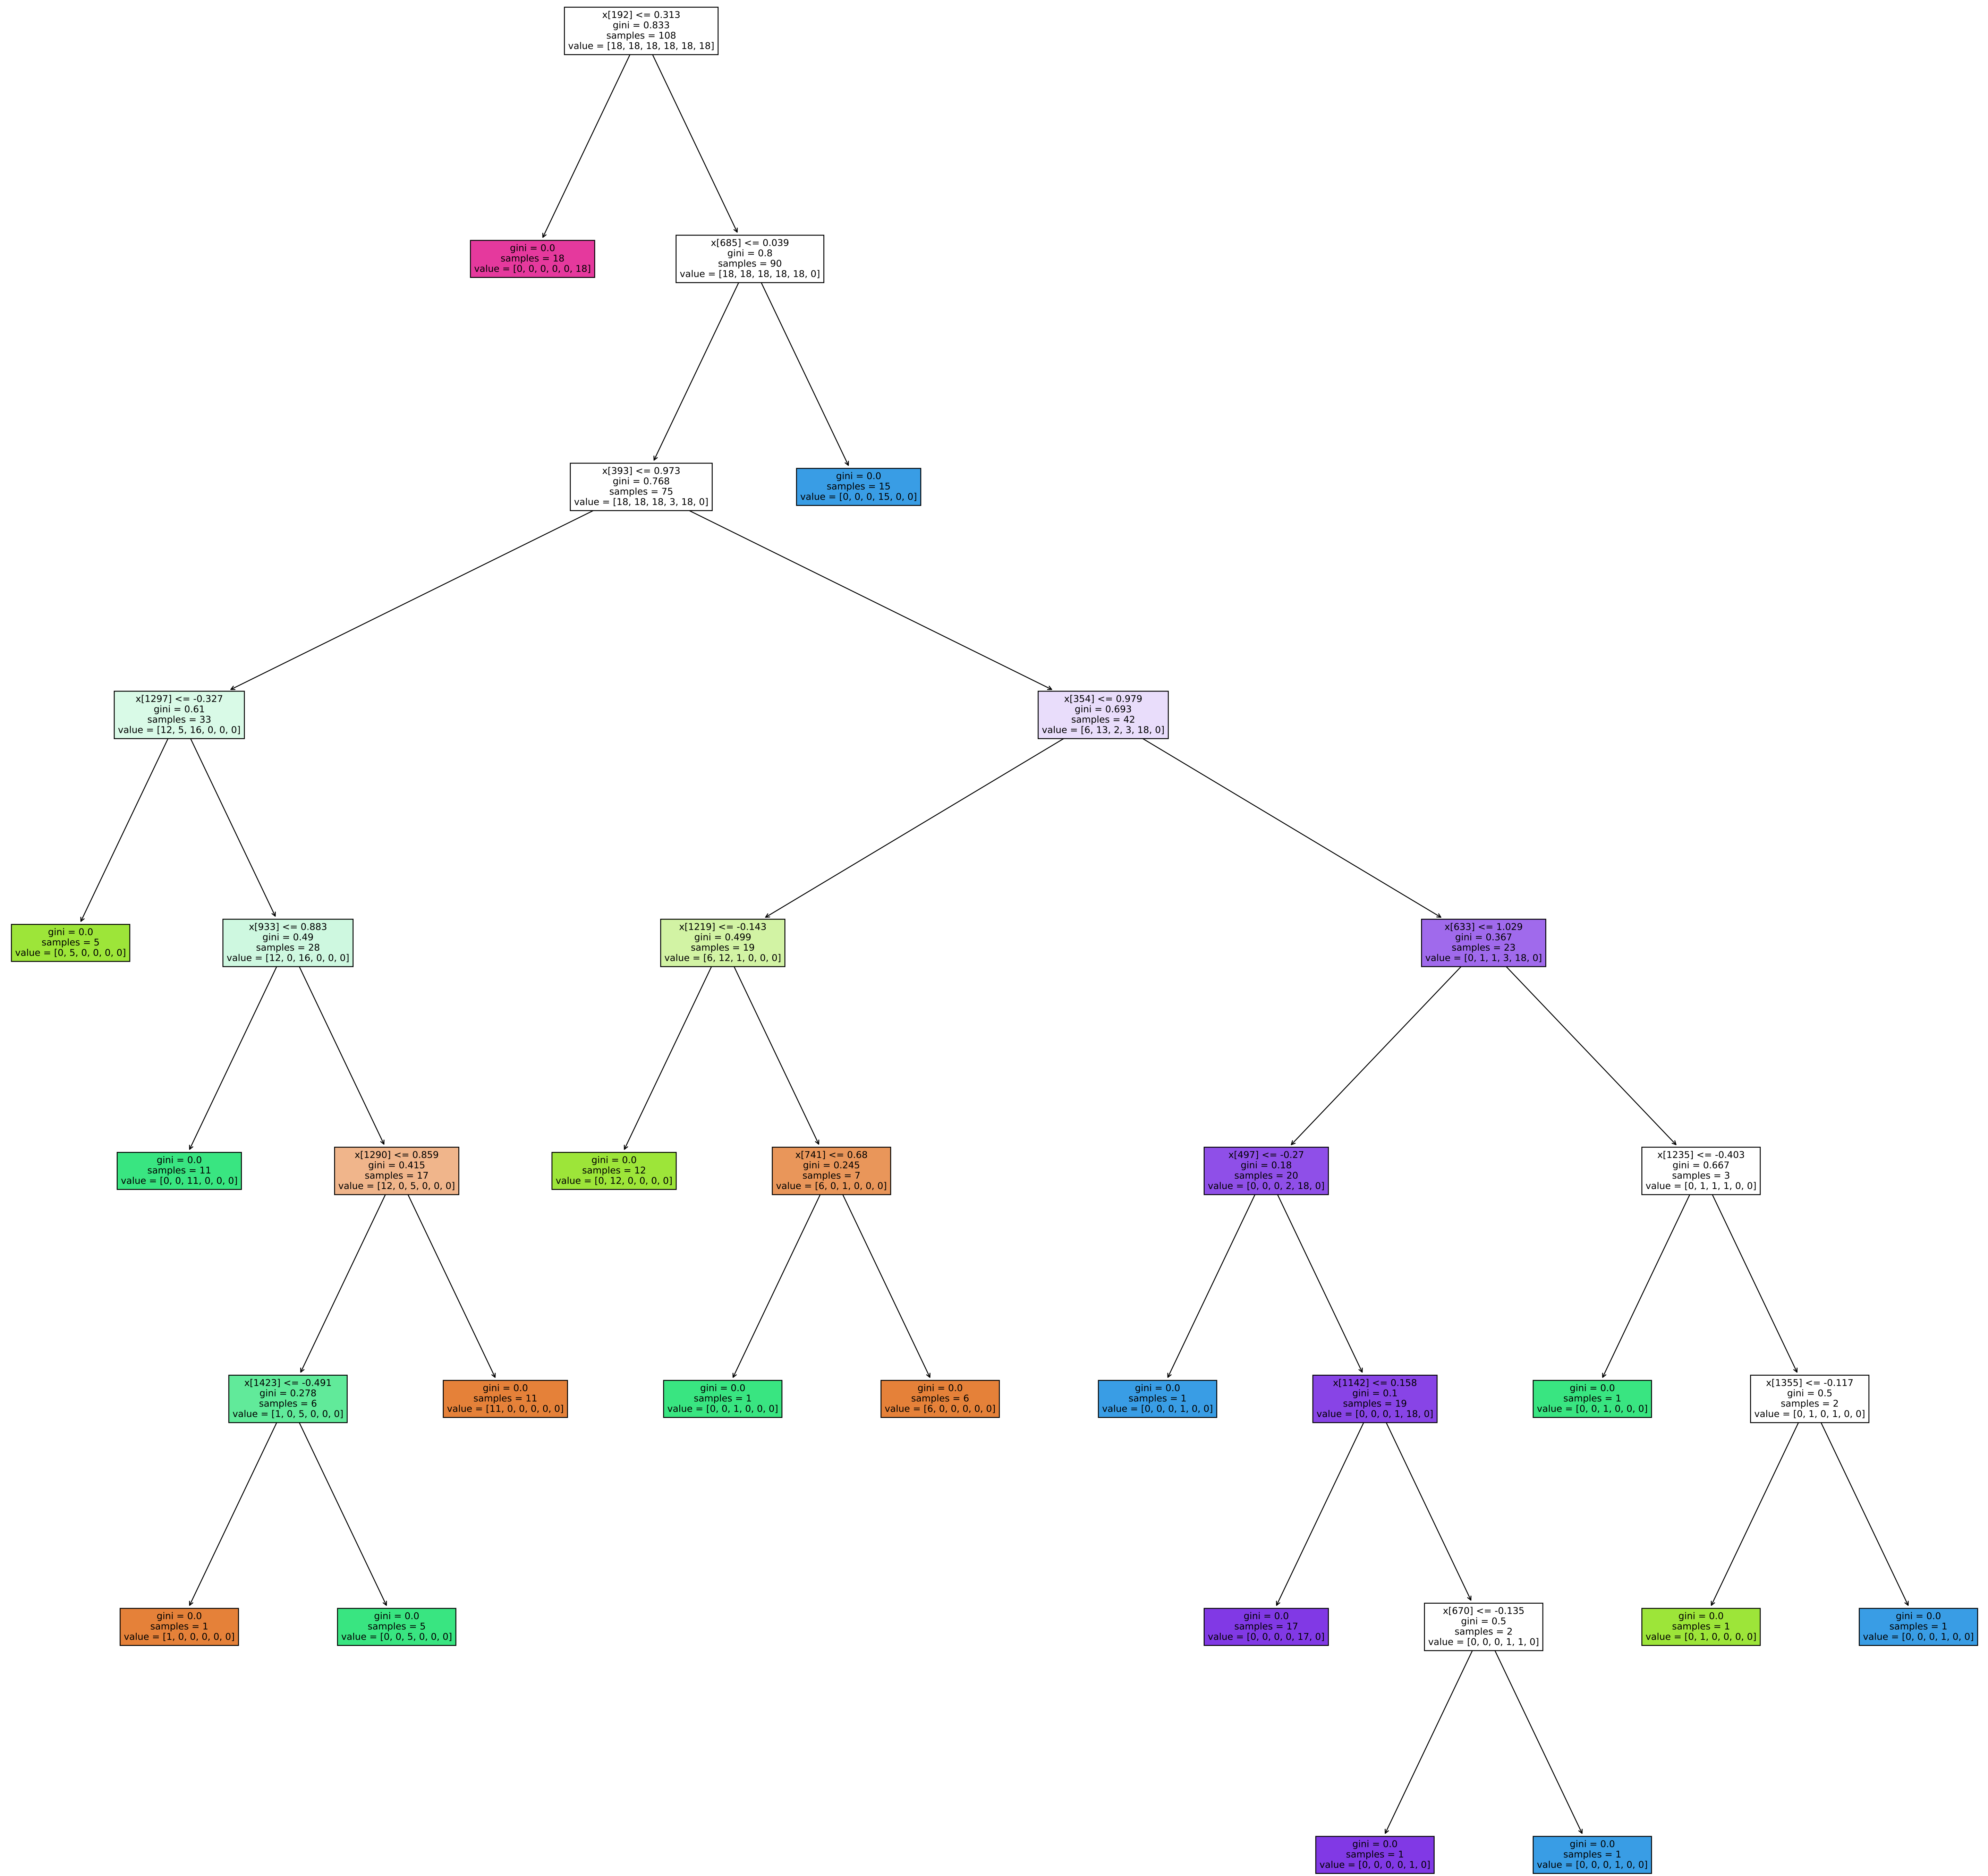 x[192] <= 0.313
gini = 0.833
samples = 108
value = [18, 18, 18, 18, 18, 18]
gini = 0.0
samples = 18
value = [0, 0, 0, 0, 0, 18]
x[685] <= 0.039
gini = 0.8
samples = 90
value = [18, 18, 18, 18, 18, 0]
x[393] <= 0.973
gini = 0.768
samples = 75
value = [18, 18, 18, 3, 18, 0]
gini = 0.0
samples = 15
value = [0, 0, 0, 15, 0, 0]
x[1297] <= -0.327
gini = 0.61
samples = 33
value = [12, 5, 16, 0, 0, 0]
x[354] <= 0.979
gini = 0.693
samples = 42
value = [6, 13, 2, 3, 18, 0]
gini = 0.0
samples = 5
value = [0, 5, 0, 0, 0, 0]
x[933] <= 0.883
gini = 0.49
samples = 28
value = [12, 0, 16, 0, 0, 0]
x[1219] <= -0.143
gini = 0.499
samples = 19
value = [6, 12, 1, 0, 0, 0]
x[633] <= 1.029
gini = 0.367
samples = 23
value = [0, 1, 1, 3, 18, 0]
gini = 0.0
samples = 11
value = [0, 0, 11, 0, 0, 0]
x[1290] <= 0.859
gini = 0.415
samples = 17
value = [12, 0, 5, 0, 0, 0]
gini = 0.0
samples = 12
value = [0, 12, 0, 0, 0, 0]
x[741] <= 0.68
gini = 0.245
samples = 7
value = [6, 0, 1, 0, 0, 0]
x[497] <= -0.27
gini = 0.18
samples = 20
value = [0, 0, 0, 2, 18, 0]
x[1235] <= -0.403
gini = 0.667
samples = 3
value = [0, 1, 1, 1, 0, 0]
x[1423] <= -0.491
gini = 0.278
samples = 6
value = [1, 0, 5, 0, 0, 0]
gini = 0.0
samples = 11
value = [11, 0, 0, 0, 0, 0]
gini = 0.0
samples = 1
value = [0, 0, 1, 0, 0, 0]
gini = 0.0
samples = 6
value = [6, 0, 0, 0, 0, 0]
gini = 0.0
samples = 1
value = [0, 0, 0, 1, 0, 0]
x[1142] <= 0.158
gini = 0.1
samples = 19
value = [0, 0, 0, 1, 18, 0]
gini = 0.0
samples = 1
value = [0, 0, 1, 0, 0, 0]
x[1355] <= -0.117
gini = 0.5
samples = 2
value = [0, 1, 0, 1, 0, 0]
gini = 0.0
samples = 1
value = [1, 0, 0, 0, 0, 0]
gini = 0.0
samples = 5
value = [0, 0, 5, 0, 0, 0]
gini = 0.0
samples = 17
value = [0, 0, 0, 0, 17, 0]
x[670] <= -0.135
gini = 0.5
samples = 2
value = [0, 0, 0, 1, 1, 0]
gini = 0.0
samples = 1
value = [0, 1, 0, 0, 0, 0]
gini = 0.0
samples = 1
value = [0, 0, 0, 1, 0, 0]
gini = 0.0
samples = 1
value = [0, 0, 0, 0, 1, 0]
gini = 0.0
samples = 1
value = [0, 0, 0, 1, 0, 0]